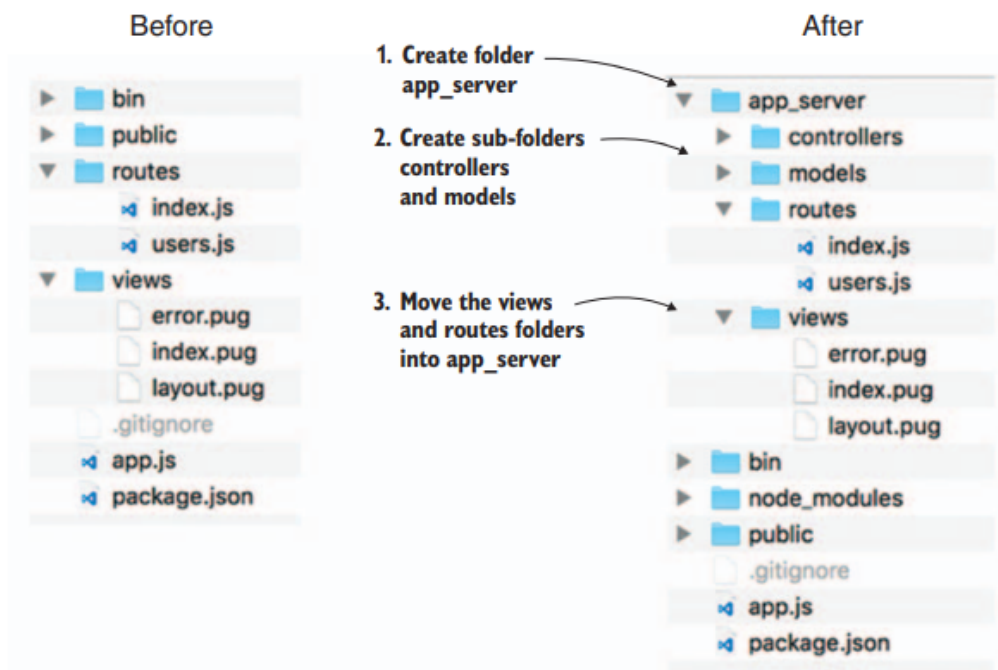 Before
After
1. Create folder
app_server
2. Create sub-folders
controllers
and models
3. Move the views
and routes folders
into app_server
bin
public
routes
index.js
users.js
views
error.pug
index.pug
layout.pug
.gitignore
app.js
package.json
app_server
controllers
models
routes
index.js
users.js
views
error.pug
index.pug
layout.pug
bin
node_modules
public
.gitignore
app.js
package.json